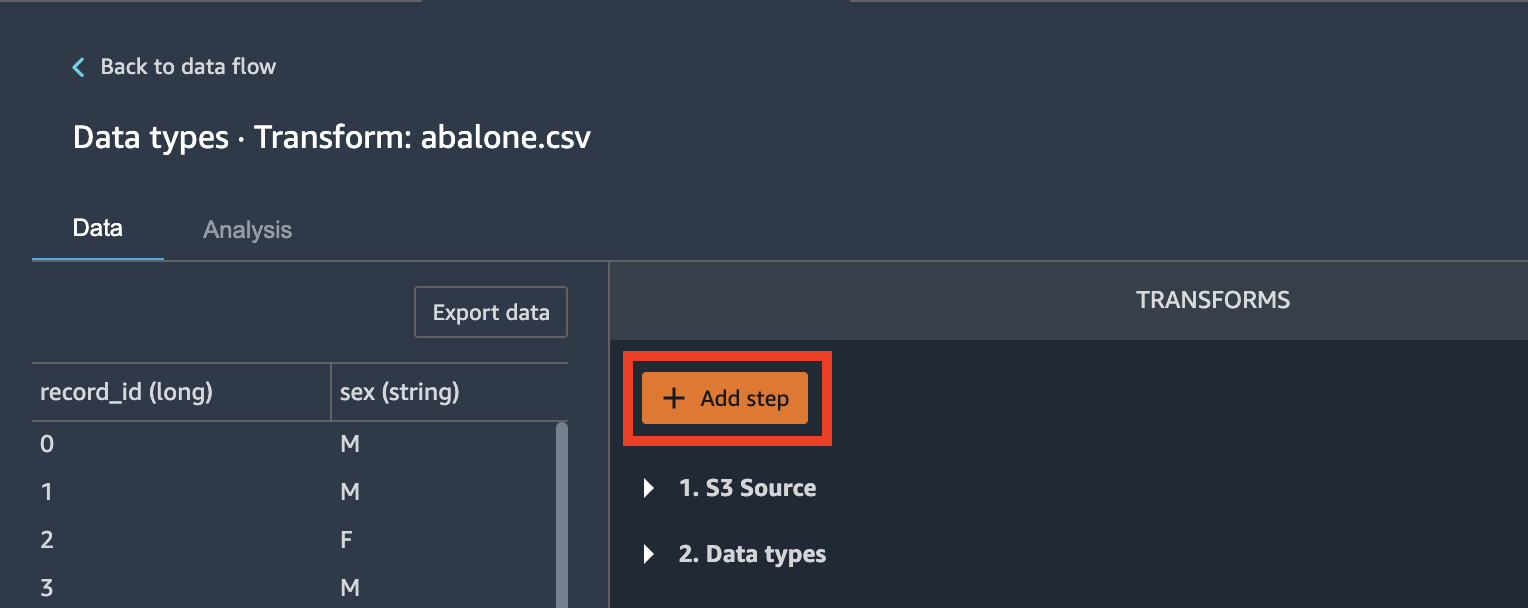 Back to data flow
Data types · Transform: abalone.csv
Data Analysis
Export data
record_id (long) sex (string)
0 M
1 M
2 F
3 M
TRANSFORMS
+ Add step
1. S3 Source
2. Data types